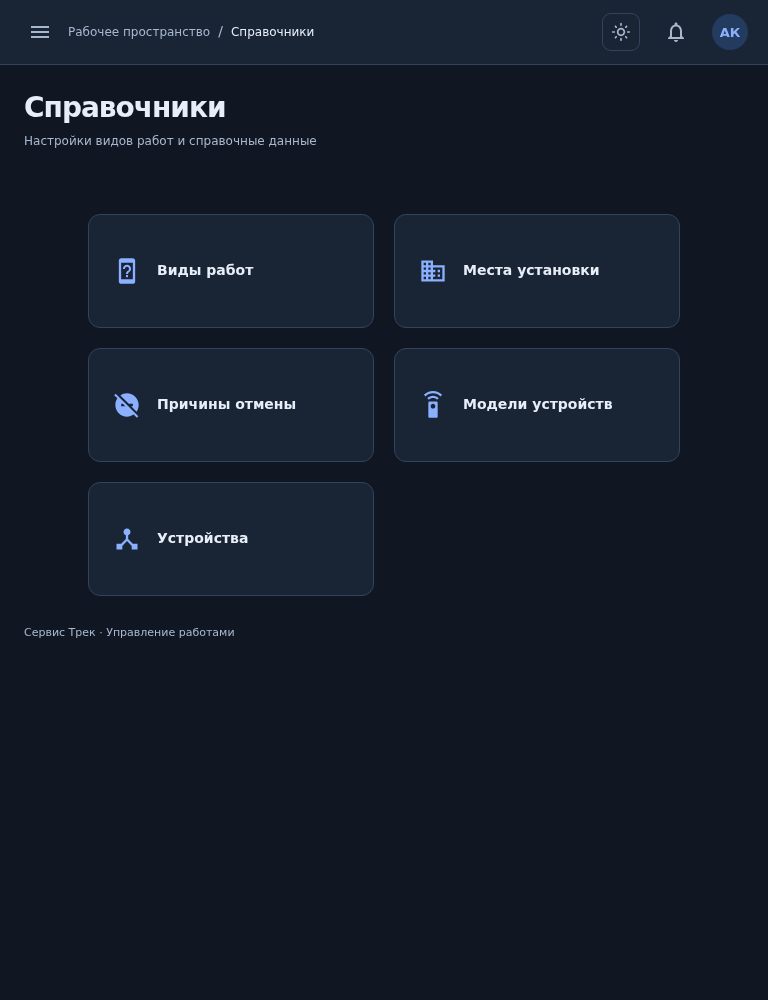 Рабочее пространство / Справочники
АК
Справочники
Настройки видов работ и справочные данные
Виды работ
Места установки
Причины отмены
Модели устройств
Устройства
Сервис Трек · Управление работами